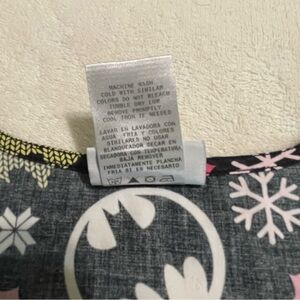 MACHINE WASH
COLD WITH SIMILAR
COLORS DO NOT BLEACH
TUMBLE DRY LOW
REMOVE PROMPTLY
COOL IRON IF NEEDED
LAVAR EN LAVADORA CON
AGUA FRIA Y COLORES
SIMILARES NO USAR
BLANQUEADOR SECAR EN
SECADORA CON TEMPERATURA
BAJA REMOVER
INMEDIATAMENTE PLANCHA
FRIA SI ES NECESARIO